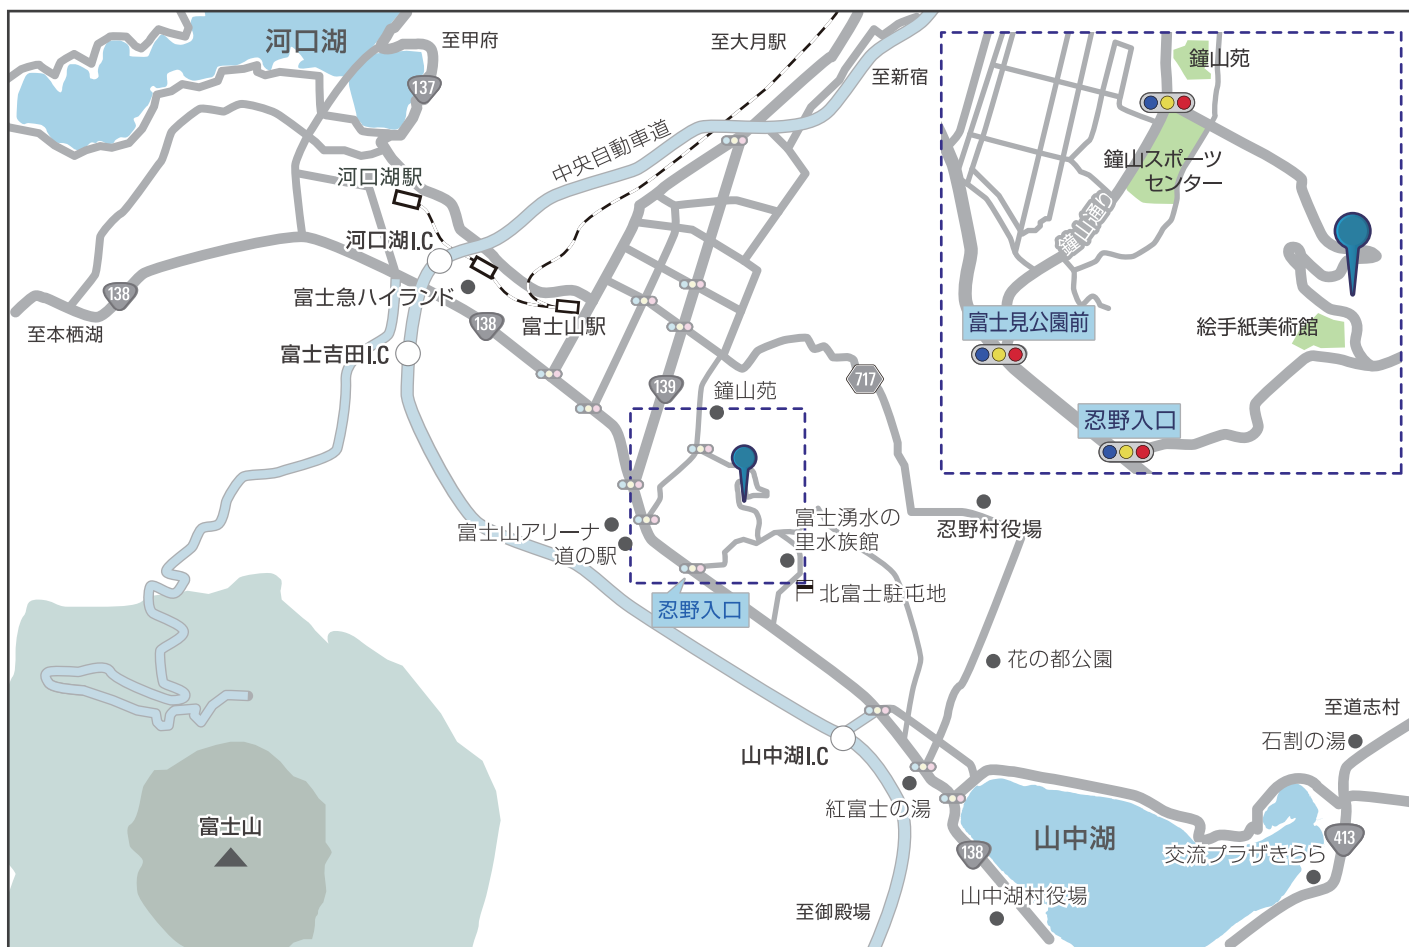 河口湖
至甲府
137
至大月駅
至新宿
中央自動車道
河口湖駅
河口湖I.C
富士急ハイランド
138
至本栖湖
138
富士山駅
富士吉田I.C
139
717
鐘山苑
富士山アリーナ
道の駅
富士湧水の
里水族館
忍野村役場
北富士駐屯地
忍野入口
花の都公園
山中湖I.C
紅富士の湯
富士山
至御殿場
138
山中湖
山中湖村役場
至道志村
石割の湯
413
交流プラザきらら
鐘山苑
鐘山スポーツ
センター
鐘山通り
富士見公園前
絵手紙美術館
忍野入口